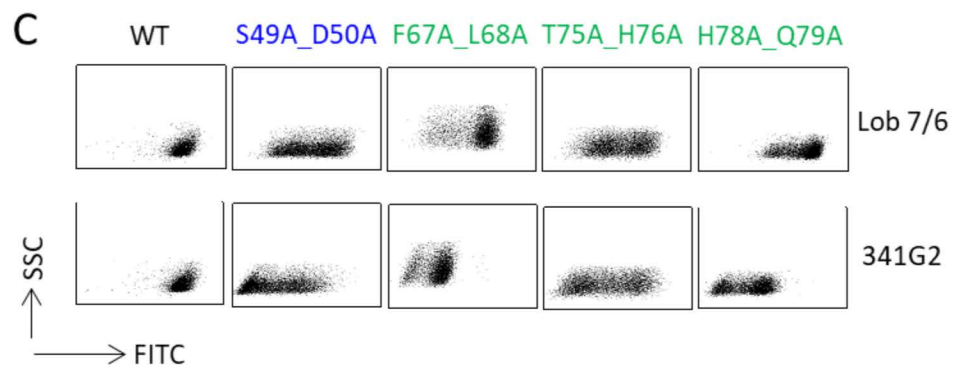 C
WT S49A_D50A F67A_L68A T75A_H76A H78A_Q79A
Lob 7/6
341G2
SSC
FITC